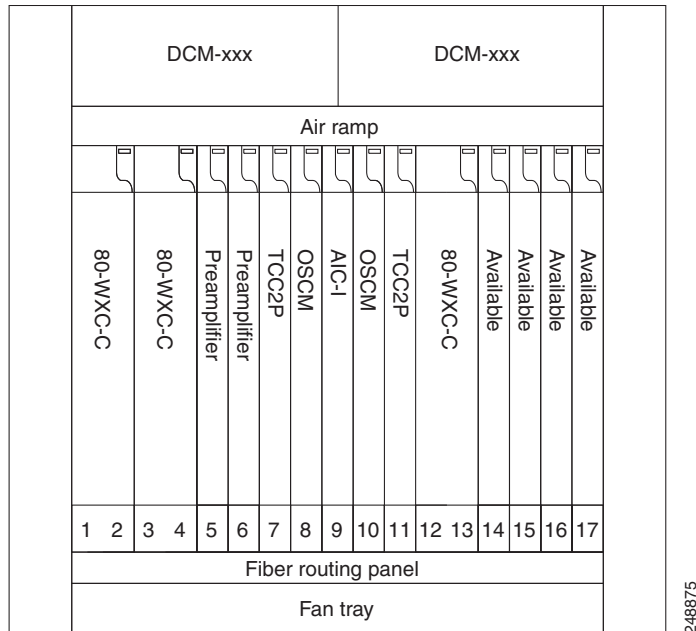 DCM-xxx DCM-xxx
Air ramp
80-WXC-C
80-WXC-C
Preamplifier
Preamplifier
TCC2P
OSCM
AIC-I
OSCM
TCC2P
80-WXC-C
Available
Available
Available
Available
1 2 3 4 5 6 7 8 9 10 11 12 13 14 15 16 17
Fiber routing panel
Fan tray
248875